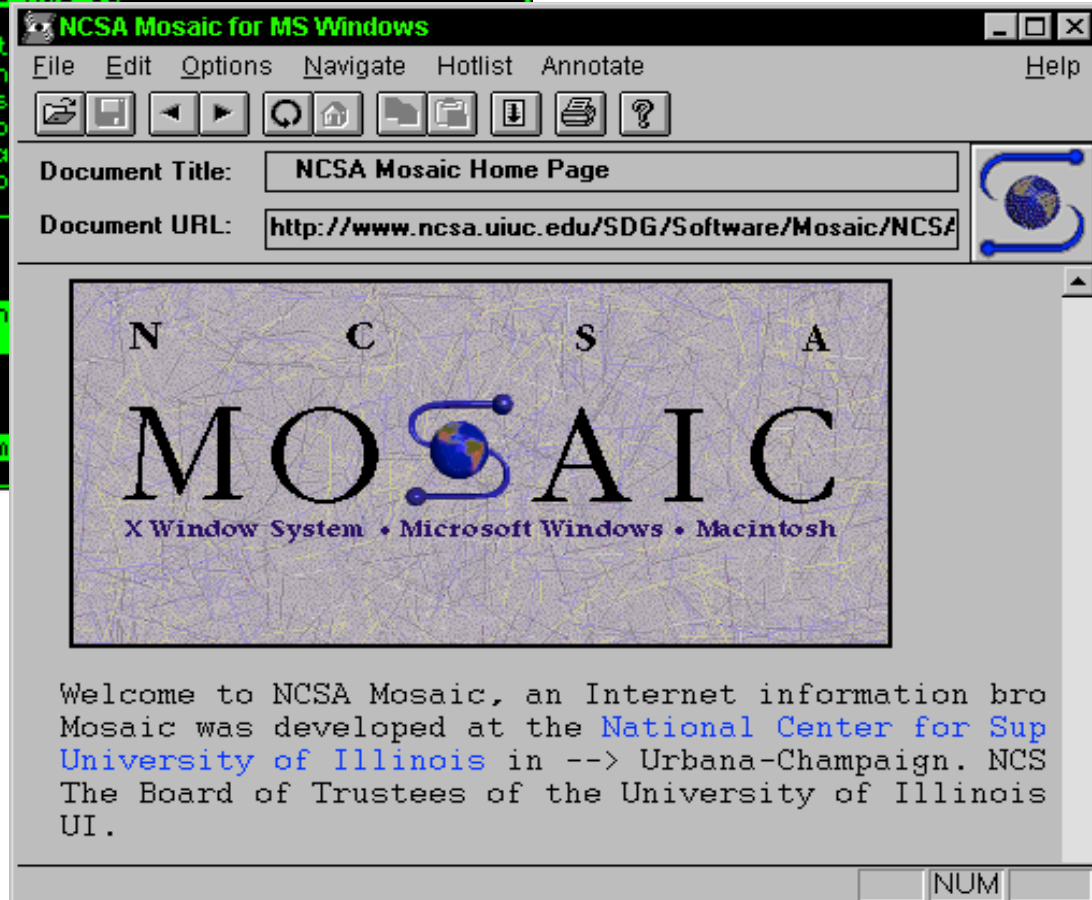 NCSA Mosaic for MS Windows
File Edit Options Navigate Hotlist Annotate Help
Document Title: NCSA Mosaic Home Page
Document URL: http://www.ncsa.uiuc.edu/SDG/Software/Mosaic/NCSA
N C S A
MOSAIC
X Window System • Microsoft Windows • Macintosh
Welcome to NCSA Mosaic, an Internet information bro
Mosaic was developed at the National Center for Sup
University of Illinois in --> Urbana-Champaign. NCS
The Board of Trustees of the University of Illinois
UI.
NUM